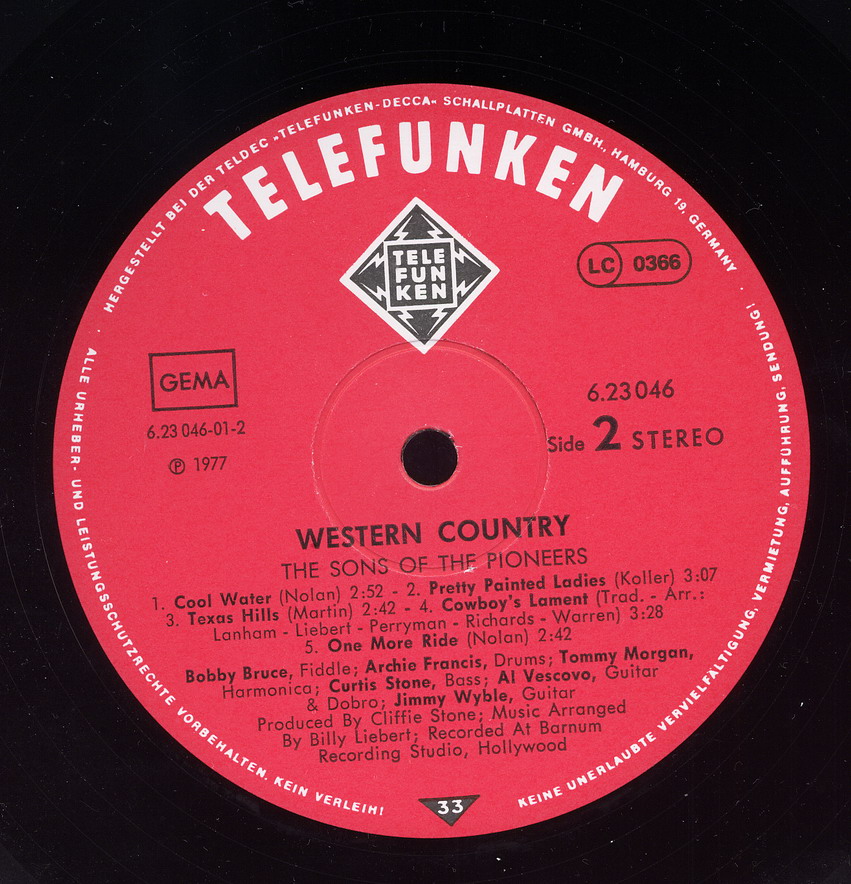 HERGESTELLT BEI DER TELDEC »TELEFUNKEN-DECCA« SCHALLPLATTEN GMBH., HAMBURG 19, GERMANY ·
TELEFUNKEN
TELE
FUN
KEN
LC 0366
GEMA
6.23 046-01-2
℗ 1977
6.23046
Side 2 STEREO
WESTERN COUNTRY
THE SONS OF THE PIONEERS
1. Cool Water (Nolan) 2:52 - 2. Pretty Painted Ladies (Koller) 3:07
3. Texas Hills (Martin) 2:42 - 4. Cowboy's Lament (Trad. - Arr.:
Lanham - Liebert - Perryman - Richards - Warren) 3:28
5. One More Ride (Nolan) 2:42
Bobby Bruce, Fiddle; Archie Francis, Drums; Tommy Morgan,
Harmonica; Curtis Stone, Bass; Al Vescovo, Guitar
& Dobro; Jimmy Wyble, Guitar
Produced By Cliffie Stone; Music Arranged
By Billy Liebert; Recorded At Barnum
Recording Studio, Hollywood
· ALLE URHEBER- UND LEISTUNGSSCHUTZRECHTE VORBEHALTEN. KEIN VERLEIH!
33
KEINE UNERLAUBTE VERVIELFÄLTIGUNG, VERMIETUNG, AUFFÜHRUNG, SENDUNG!